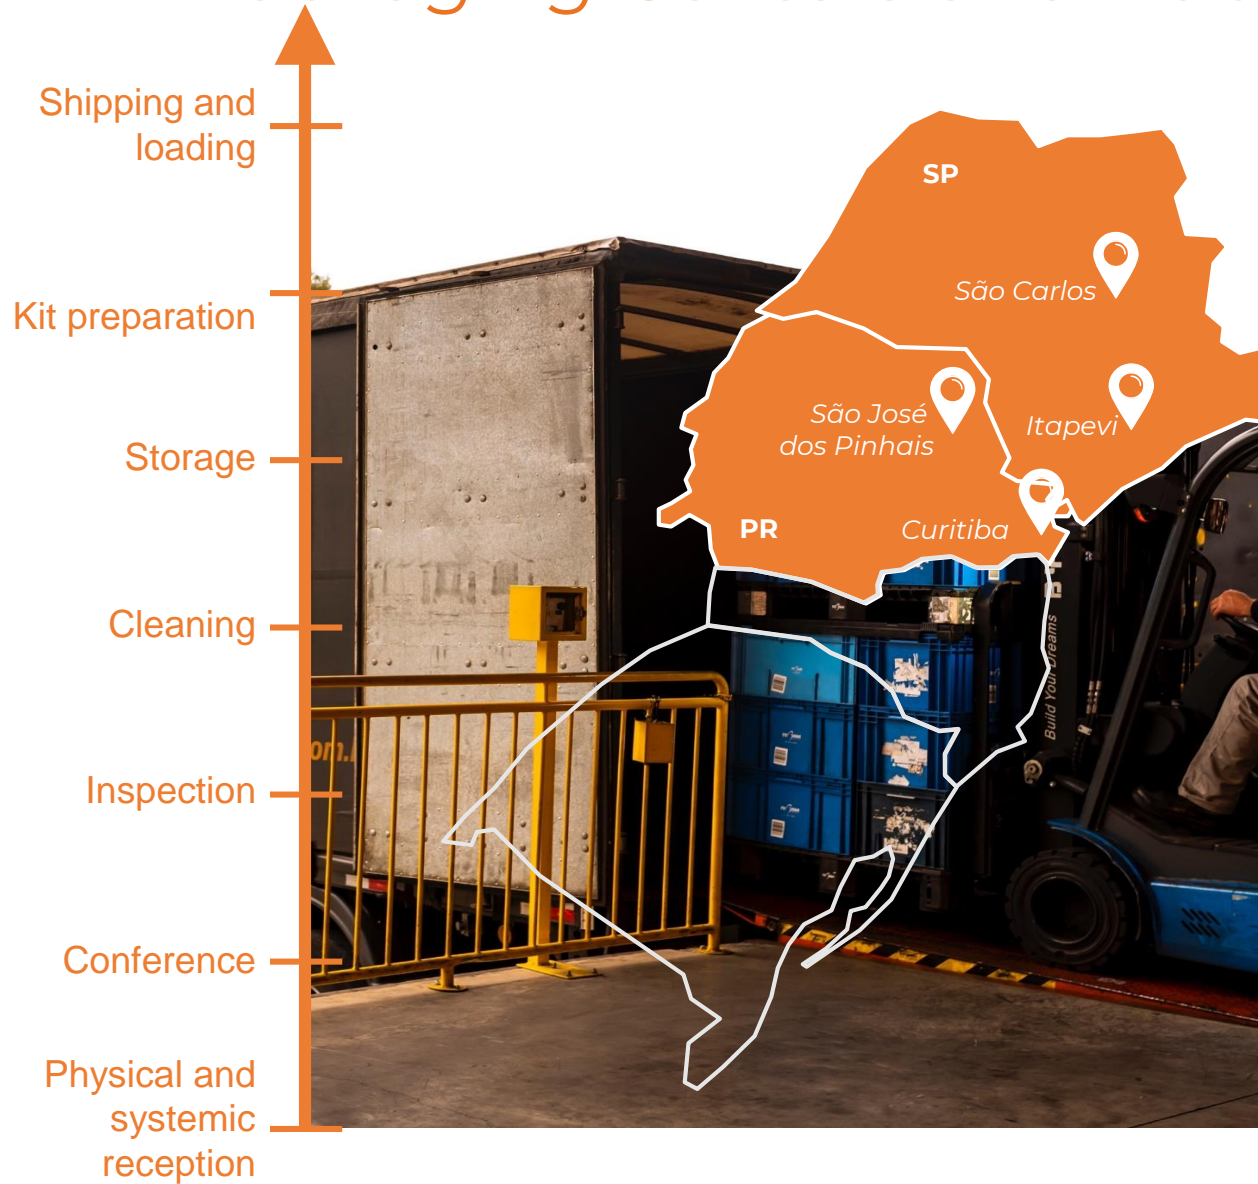 Shipping and
loading
Kit preparation
Storage
Cleaning
Inspection
Conference
Physical and
systemic
reception
SP
São Carlos
São José
dos Pinhais
Itapevi
PR
Curitiba
Build Your Dreams